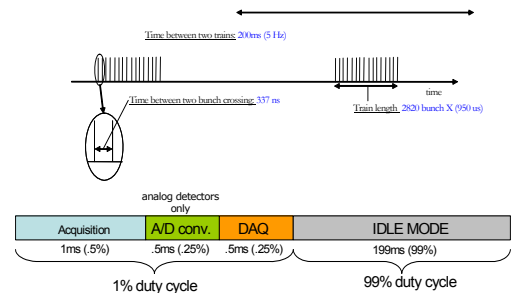 Time between two trains: 200ms (5 Hz)
time
Time between two bunch crossing: 337 ns
Train length 2820 bunch X (950 us)
analog detectors
only
Acquisition
A/D conv.
DAQ
IDLE MODE
1ms (.5%)
.5ms (.25%)
.5ms (.25%)
199ms (99%)
1% duty cycle
99% duty cycle